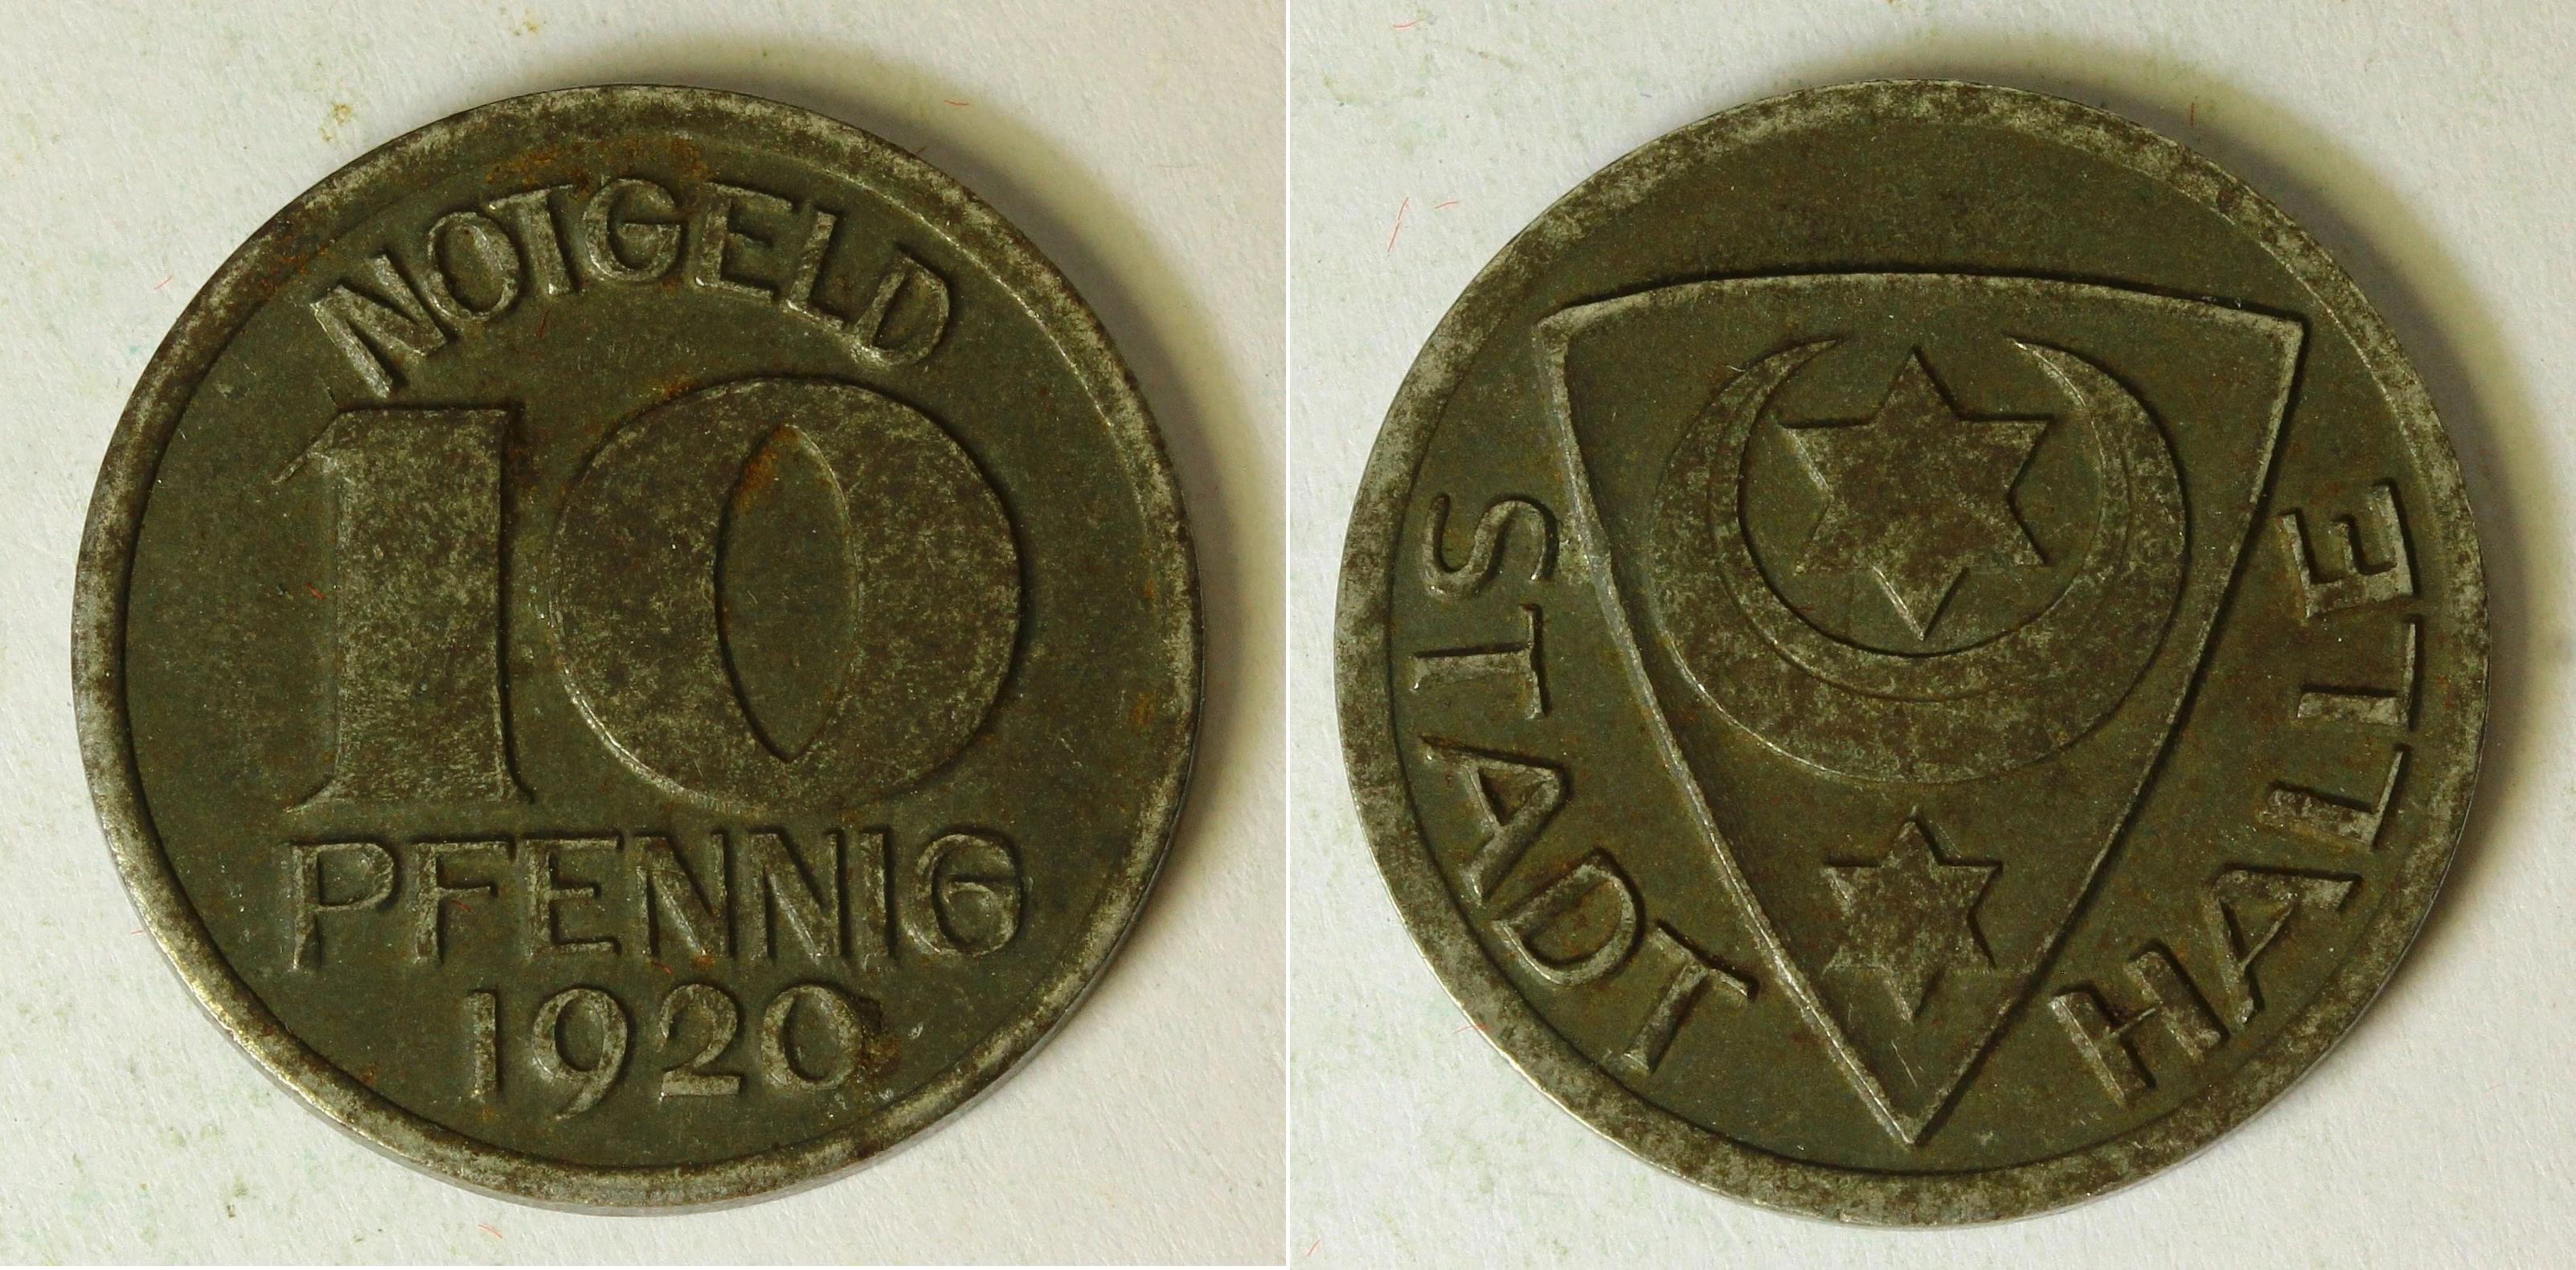 NOTGELD
10
PFENNIG
1920
STADT HALLE